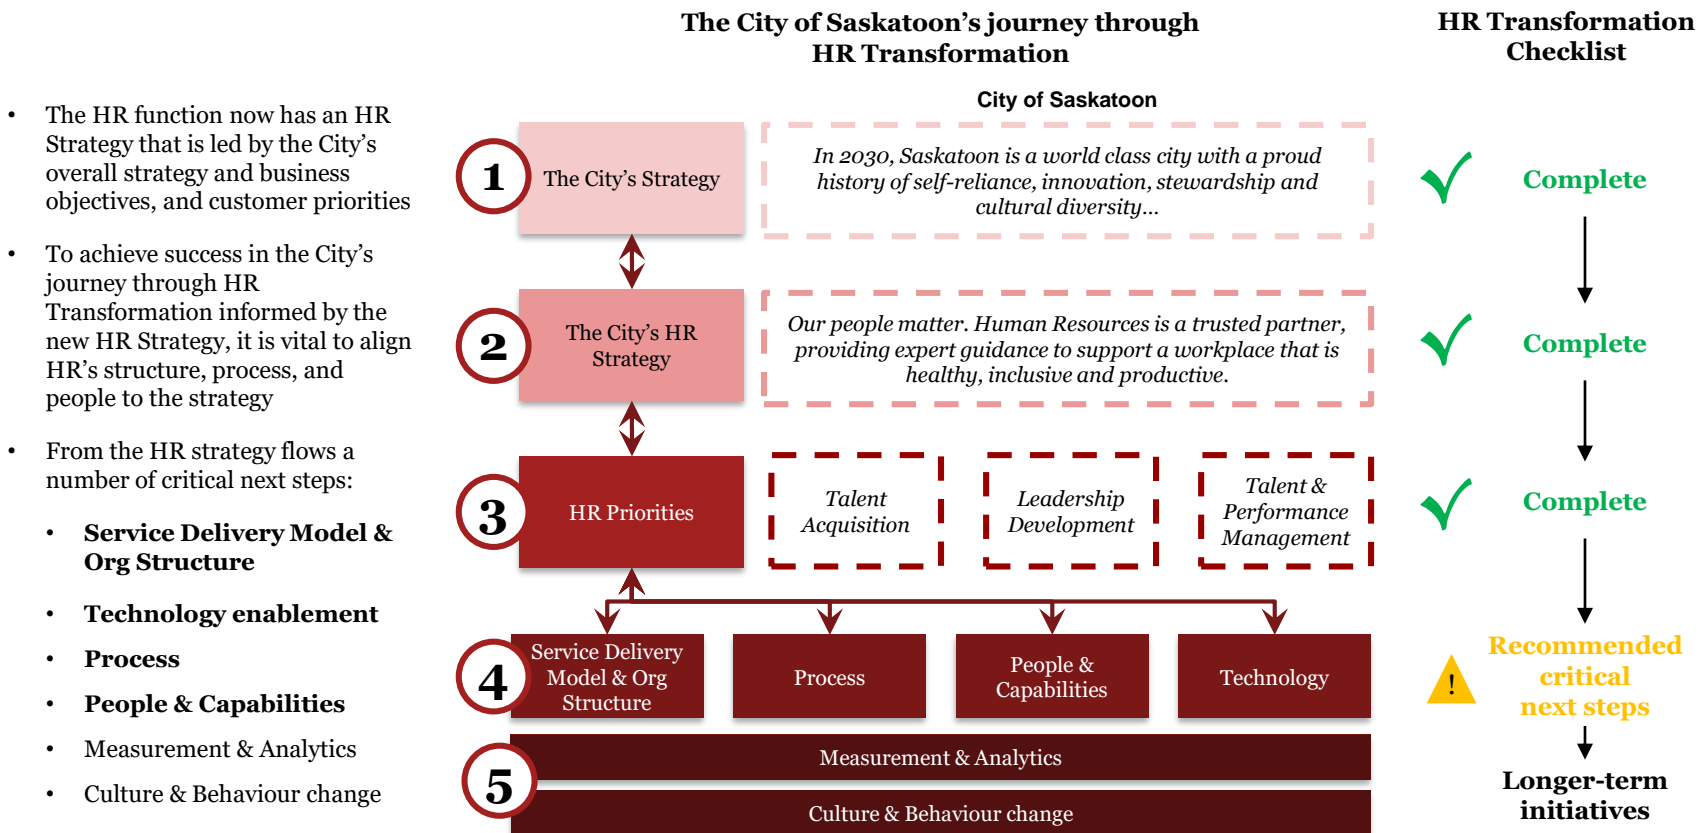 The City of Saskatoon's journey through
HR Transformation
HR Transformation
Checklist
• The HR function now has an HR
Strategy that is led by the City's
overall strategy and business
objectives, and customer priorities
• To achieve success in the City's
journey through HR
Transformation informed by the
new HR Strategy, it is vital to align
HR's structure, process, and
people to the strategy
• From the HR strategy flows a
number of critical next steps:
• Service Delivery Model &
Org Structure
• Technology enablement
• Process
• People & Capabilities
• Measurement & Analytics
• Culture & Behaviour change
City of Saskatoon
1
The City's Strategy
In 2030, Saskatoon is a world class city with a proud
history of self-reliance, innovation, stewardship and
cultural diversity...
Complete
2
The City's HR
Strategy
Our people matter. Human Resources is a trusted partner,
providing expert guidance to support a workplace that is
healthy, inclusive and productive.
Complete
3
HR Priorities
Talent
Acquisition
Leadership
Development
Talent &
Performance
Management
Complete
4
Service Delivery
Model & Org
Structure
Process
People &
Capabilities
Technology
!
Recommended
critical
next steps
5
Measurement & Analytics
Culture & Behaviour change
Longer-term
initiatives